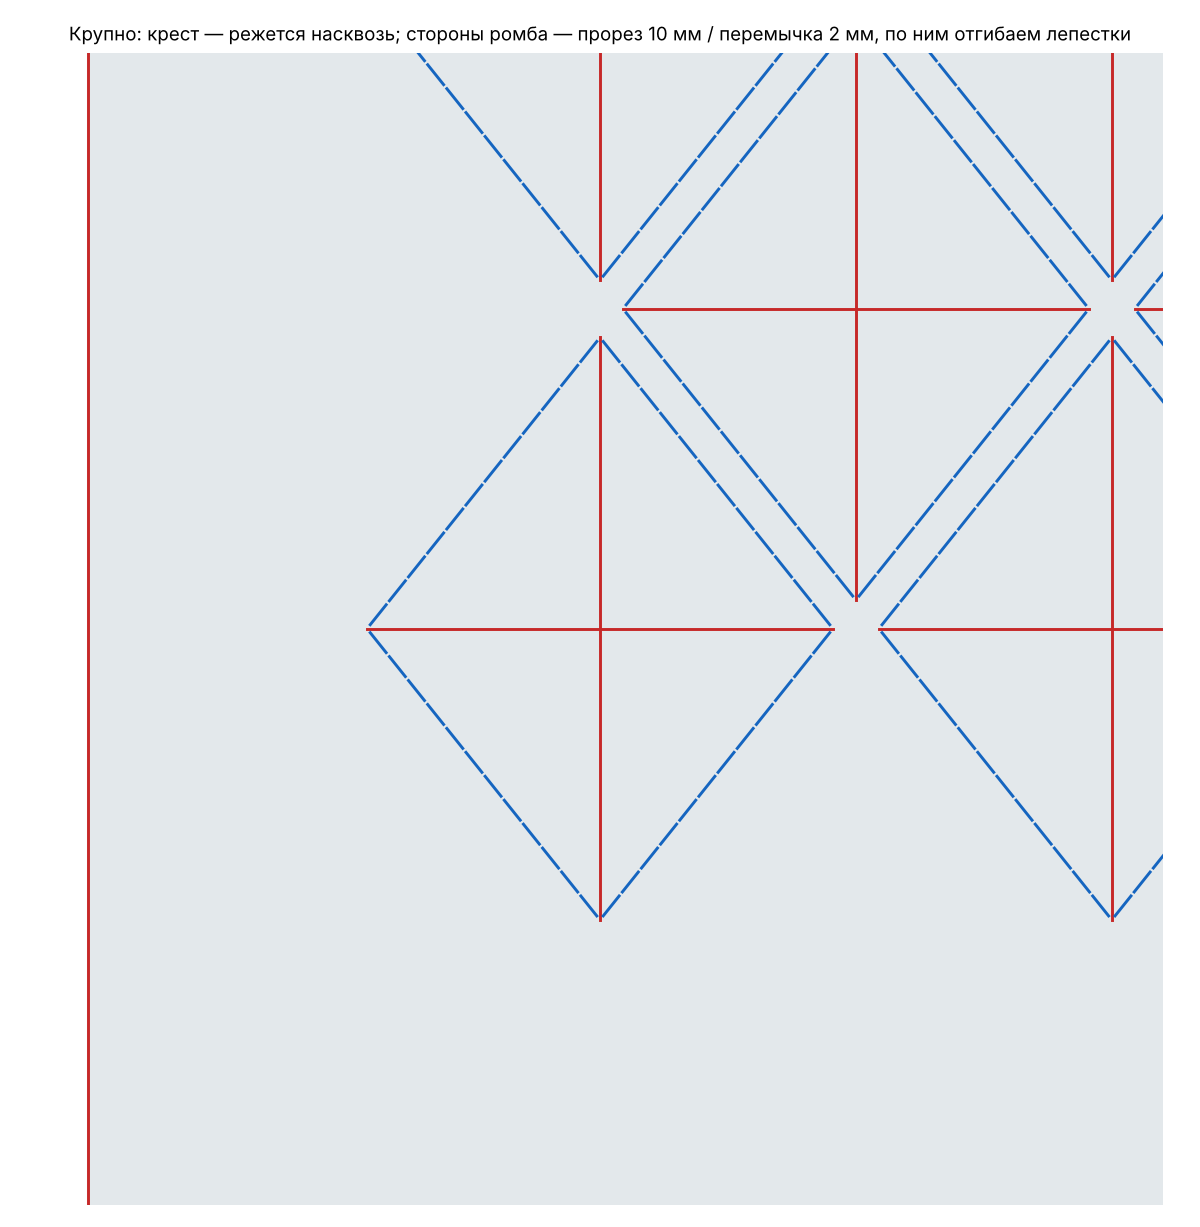 Крупно: крест — режется насквозь; стороны ромба — прорез 10 мм / перемычка 2 мм, по ним отгибаем лепестки